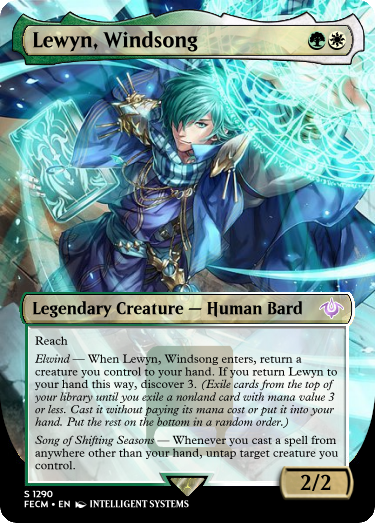 Lewyn, Windsong
Legendary Creature — Human Bard
Reach
Elwind — When Lewyn, Windsong enters, return a
creature you control to your hand. If you return Lewyn to
your hand this way, discover 3. (Exile cards from the top of
your library until you exile a nonland card with mana value 3
or less. Cast it without paying its mana cost or put it into your
hand. Put the rest on the bottom in a random order.)
Song of Shifting Seasons — Whenever you cast a spell from
anywhere other than your hand, untap target creature you
control.
2/2
S 1290
FECM • EN INTELLIGENT SYSTEMS